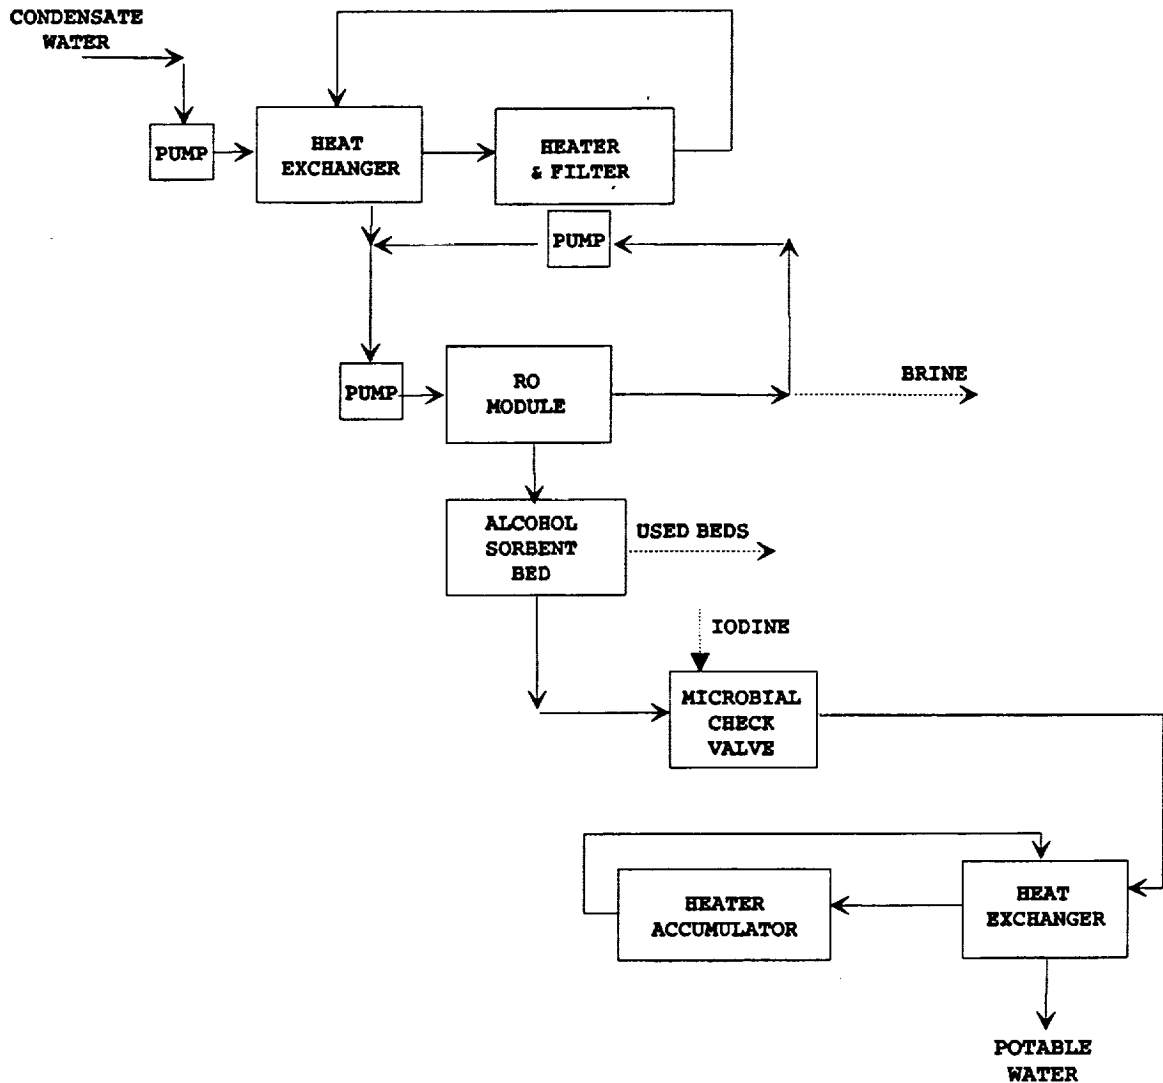 CONDENSATE
WATER
PUMP
HEAT
EXCHANGER
HEATER
& FILTER
PUMP
PUMP
RO
MODULE
BRINE
ALCOHOL
SORBENT
BED
USED BEDS
IODINE
MICROBIAL
CHECK
VALVE
HEATER
ACCUMULATOR
HEAT
EXCHANGER
POTABLE
WATER